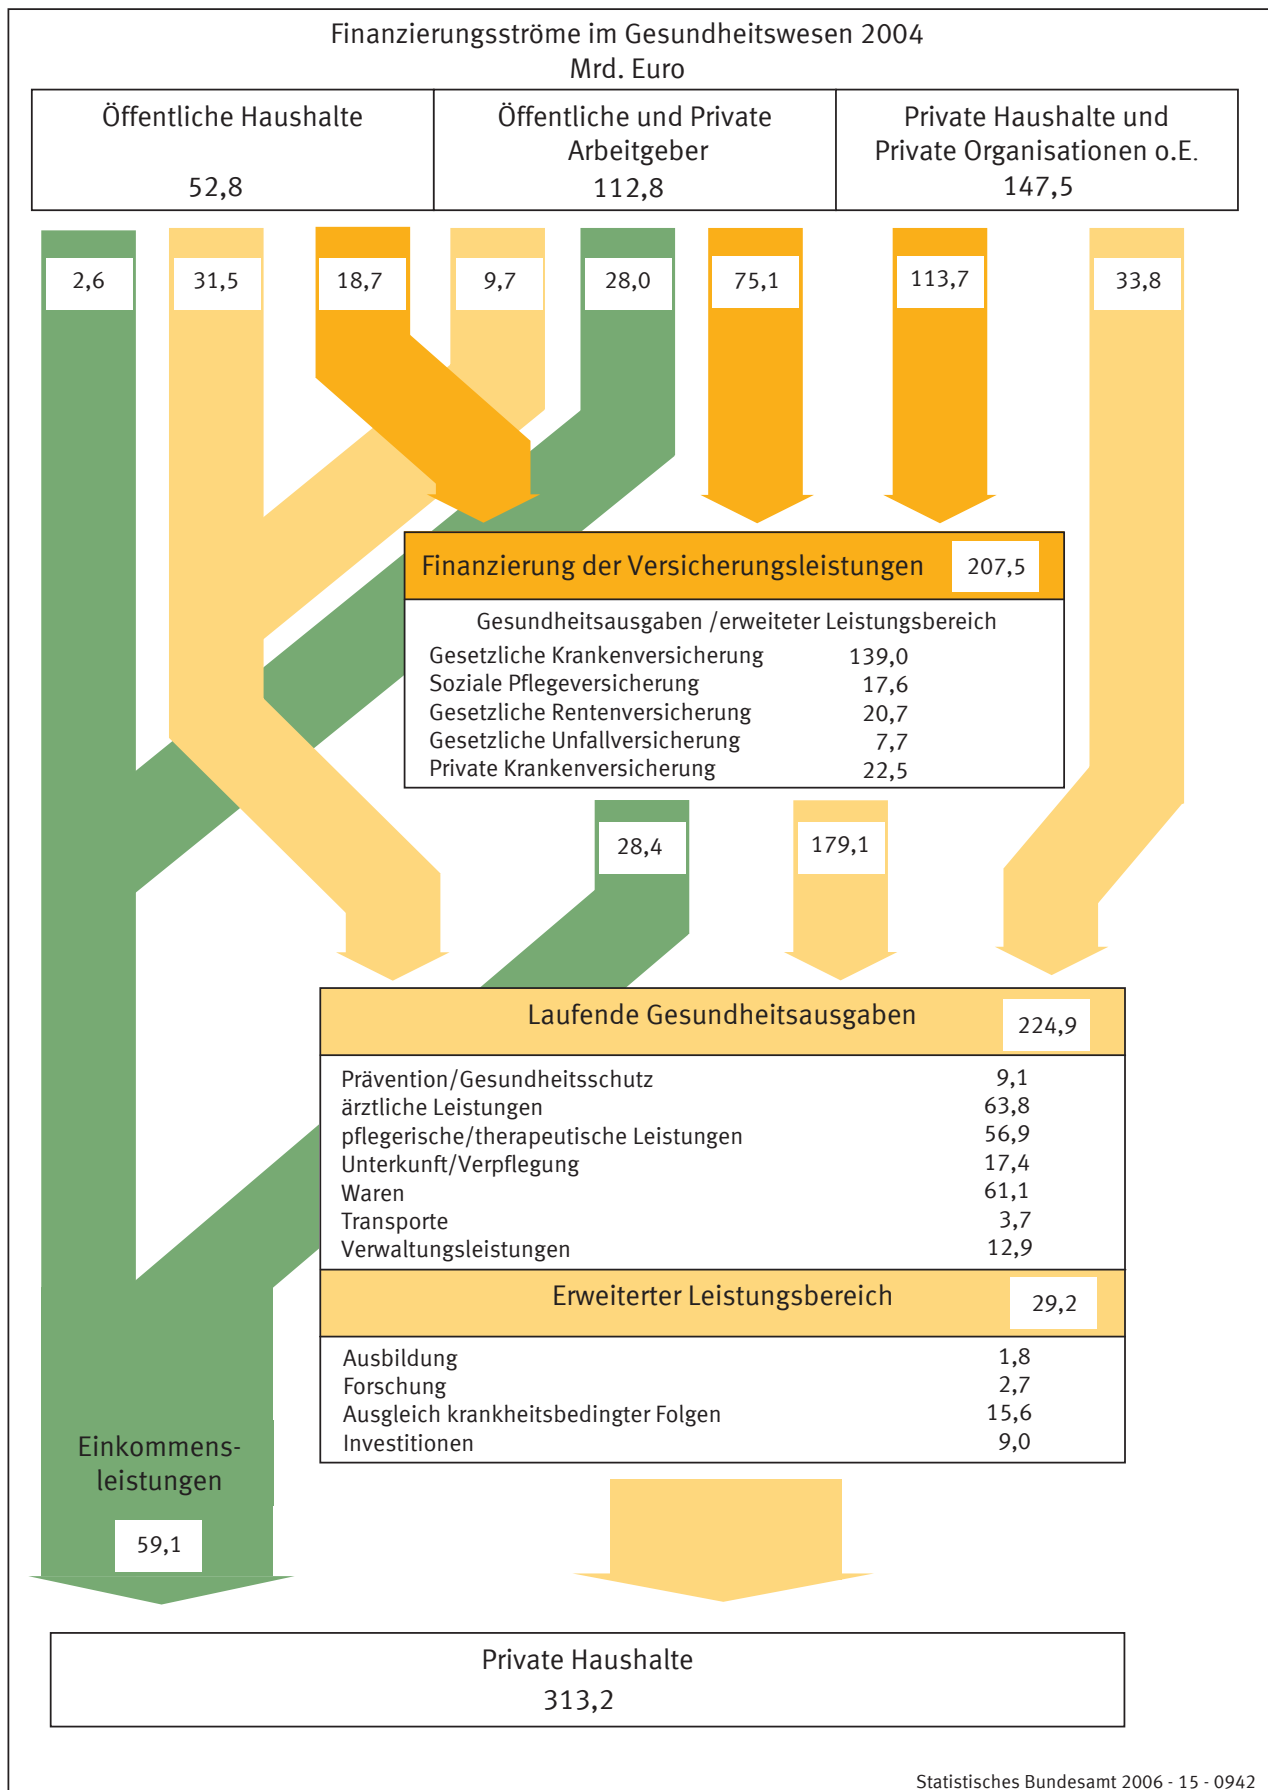 Finanzierungsströme im Gesundheitswesen 2004
Mrd. Euro
Öffentliche Haushalte
52,8
Öffentliche und Private
Arbeitgeber
112,8
Private Haushalte und
Private Organisationen o.E.
147,5
2,6 31,5 18,7 9,7 28,0 75,1 113,7 33,8
Finanzierung der Versicherungsleistungen 207,5
Gesundheitsausgaben /erweiteter Leistungsbereich
Gesetzliche Krankenversicherung 139,0
Soziale Pflegeversicherung 17,6
Gesetzliche Rentenversicherung 20,7
Gesetzliche Unfallversicherung 7,7
Private Krankenversicherung 22,5
28,4 179,1
Laufende Gesundheitsausgaben 224,9
Prävention/Gesundheitsschutz 9,1
ärztliche Leistungen 63,8
pflegerische/therapeutische Leistungen 56,9
Unterkunft/Verpflegung 17,4
Waren 61,1
Transporte 3,7
Verwaltungsleistungen 12,9
Erweiterter Leistungsbereich 29,2
Ausbildung 1,8
Forschung 2,7
Ausgleich krankheitsbedingter Folgen 15,6
Investitionen 9,0
Einkommens-
leistungen
59,1
Private Haushalte
313,2
Statistisches Bundesamt 2006 - 15 - 0942